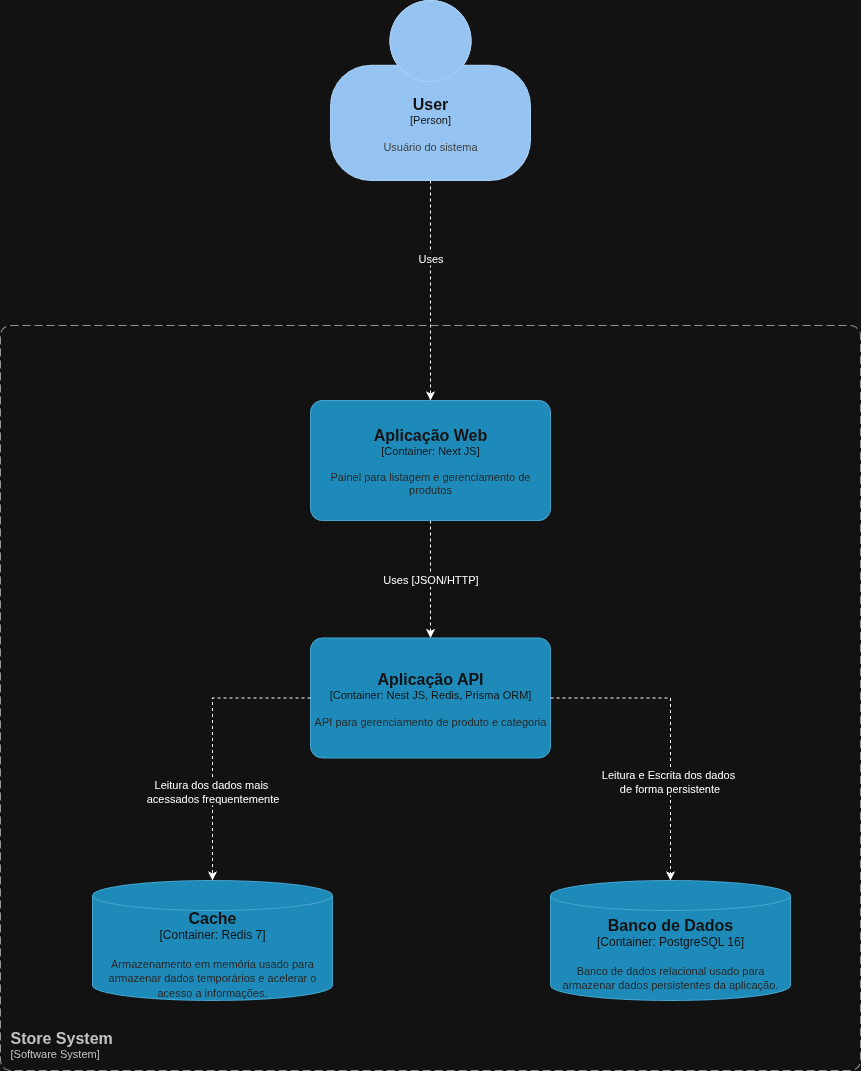 User
[Person]
Usuário do sistema
Uses
Aplicação Web
[Container: Next JS]
Painel para listagem e gerenciamento de
produtos
Uses [JSON/HTTP]
Aplicação API
[Container: Nest JS, Redis, Prisma ORM]
API para gerenciamento de produto e categoria
Leitura dos dados mais
acessados frequentemente
Leitura e Escrita dos dados
de forma persistente
Cache
[Container: Redis 7]
Armazenamento em memória usado para
armazenar dados temporários e acelerar o
acesso a informações.
Banco de Dados
[Container: PostgreSQL 16]
Banco de dados relacional usado para
armazenar dados persistentes da aplicação.
Store System
[Software System]